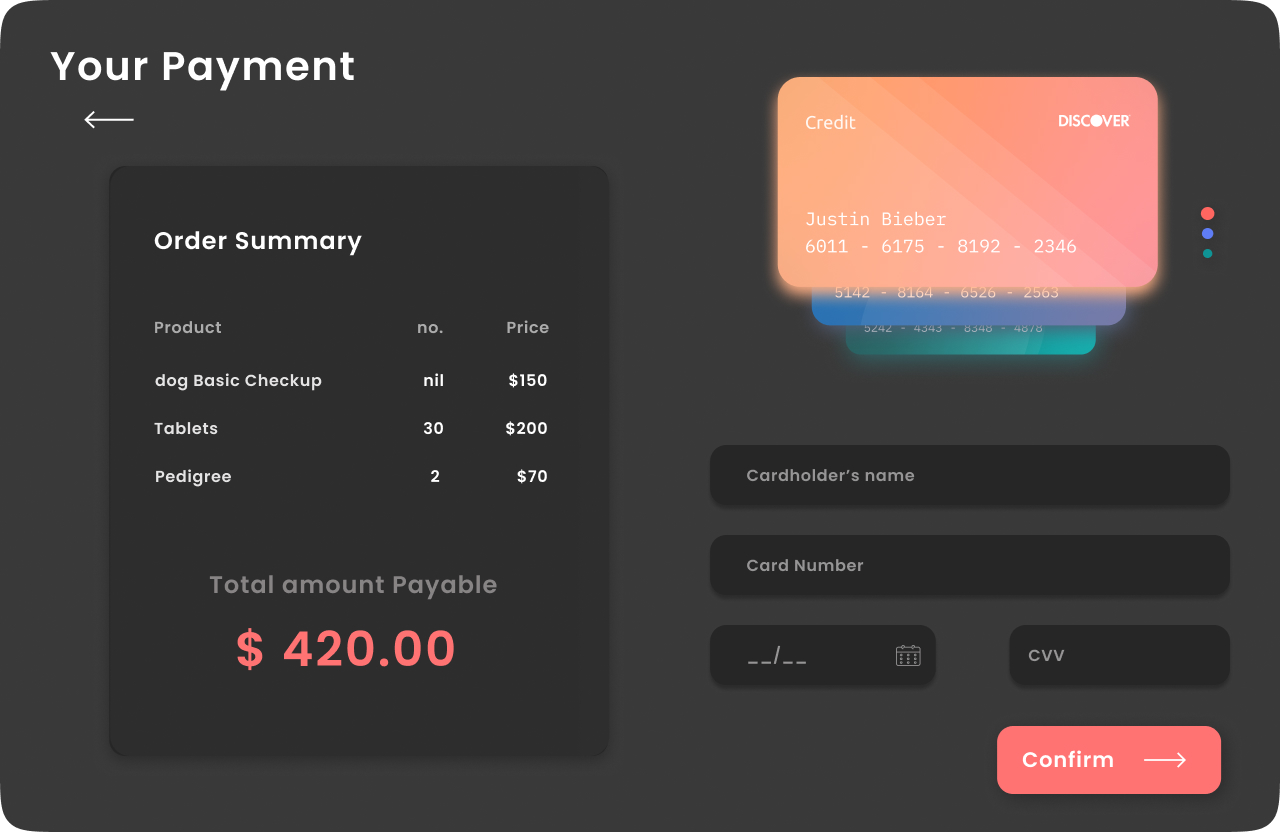 Your Payment
Order Summary
Product no. Price
dog Basic Checkup nil $150
Tablets 30 $200
Pedigree 2 $70
Total amount Payable
$ 420.00
Credit DISCOVER
Justin Bieber
6011 - 6175 - 8192 - 2346
5142 - 8164 - 6526 - 2563
5242 - 4343 - 8348 - 4878
Cardholder’s name
Card Number
__/__ CVV
Confirm